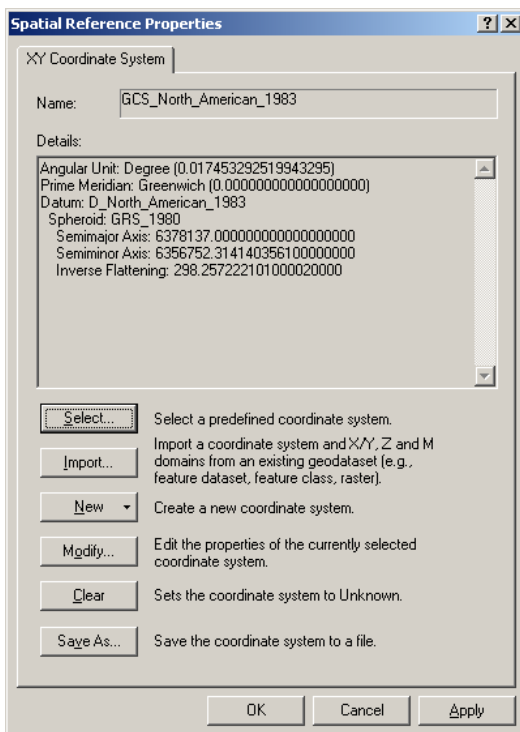 Spatial Reference Properties
XY Coordinate System
Name: GCS_North_American_1983
Details:
Angular Unit: Degree (0.017453292519943295)
Prime Meridian: Greenwich (0.000000000000000000)
Datum: D_North_American_1983
Spheroid: GRS_1980
Semimajor Axis: 6378137.000000000000000000
Semiminor Axis: 6356752.314140356100000000
Inverse Flattening: 298.257222101000020000
Select... Select a predefined coordinate system.
Import... Import a coordinate system and X/Y, Z and M
domains from an existing geodataset (e.g.,
feature dataset, feature class, raster).
New Create a new coordinate system.
Modify... Edit the properties of the currently selected
coordinate system.
Clear Sets the coordinate system to Unknown.
Save As... Save the coordinate system to a file.
OK Cancel Apply